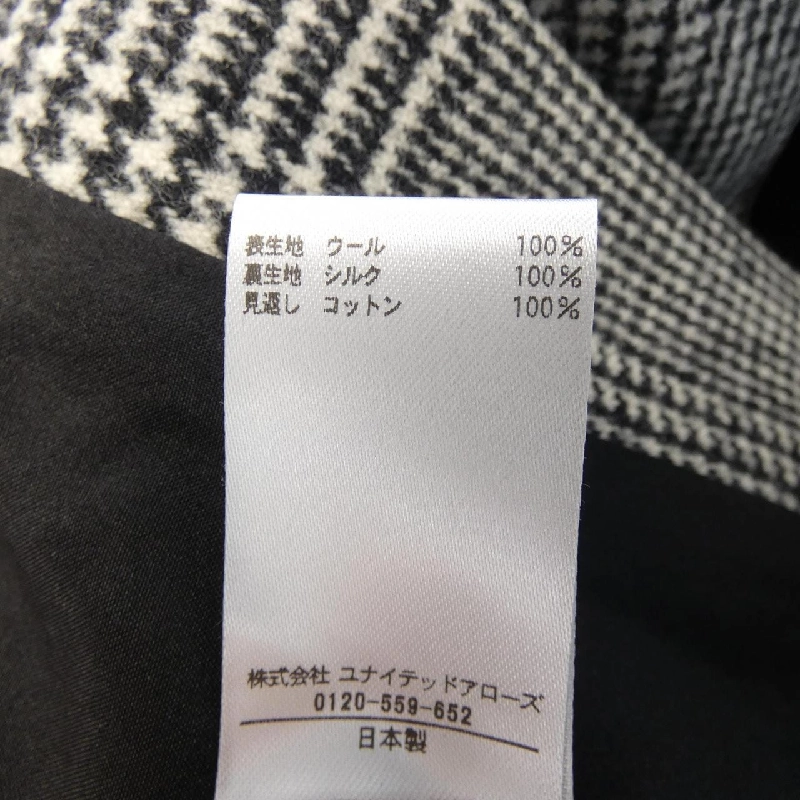 表生地 ウール 100%
裏生地 シルク 100%
見返し コットン 100%
株式会社 ユナイテッドアローズ
0120-559-652
日本製